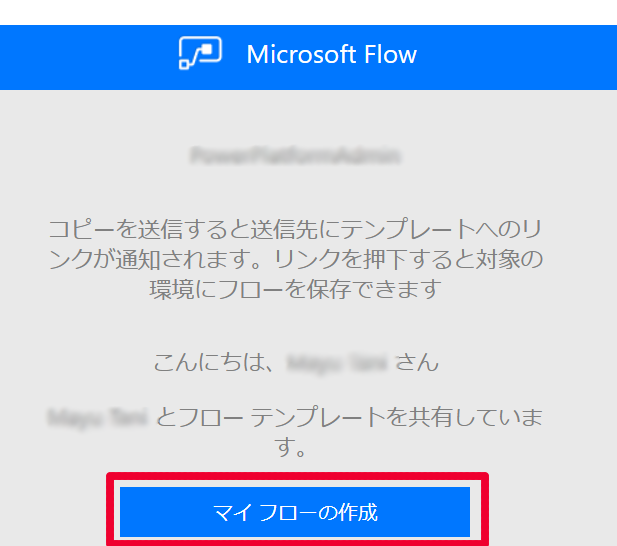 Microsoft Flow
コピーを送信すると送信先にテンプレートへのリ
ンクが通知されます。リンクを押下すると対象の
環境にフローを保存できます
こんにちは、 さん
とフロー テンプレートを共有していま
す。
マイ フローの作成